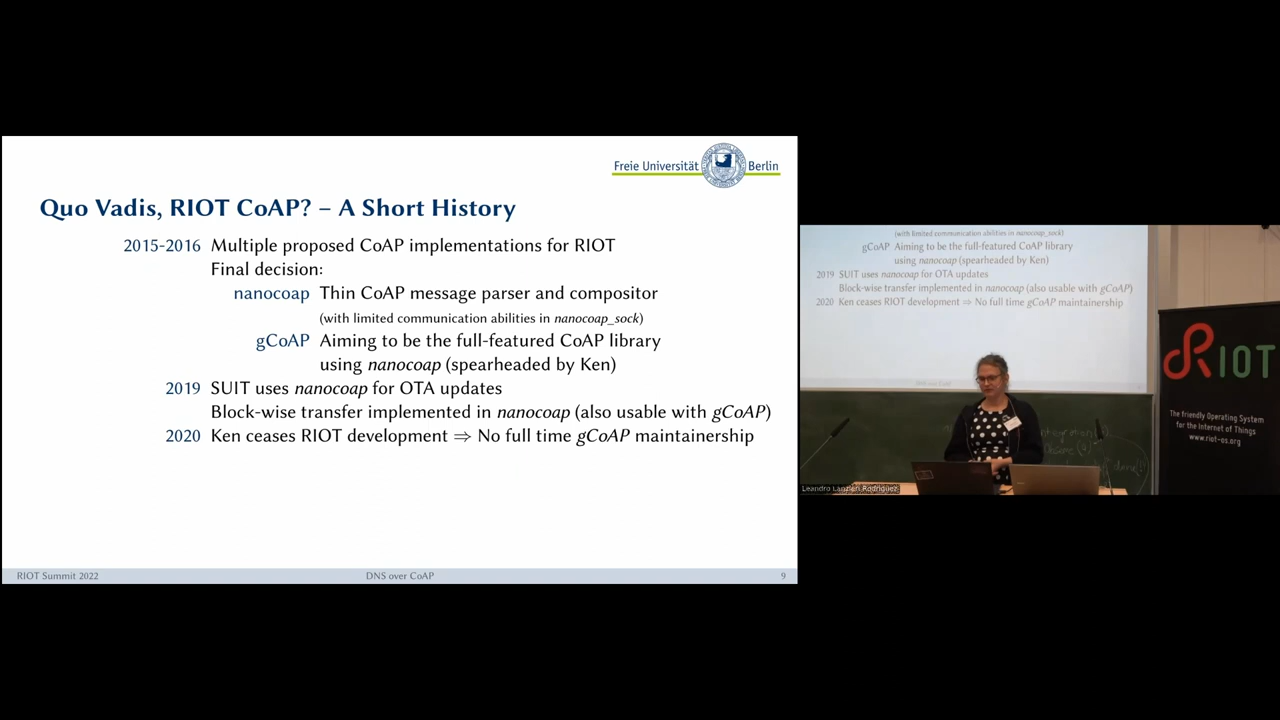 Freie Universität Berlin
Quo Vadis, RIOT CoAP? – A Short History
2015-2016 Multiple proposed CoAP implementations for RIOT
Final decision:
nanocoap Thin CoAP message parser and compositor
(with limited communication abilities in nanocoap_sock)
gCoAP Aiming to be the full-featured CoAP library
using nanocoap (spearheaded by Ken)
2019 SUIT uses nanocoap for OTA updates
Block-wise transfer implemented in nanocoap (also usable with gCoAP)
2020 Ken ceases RIOT development ⇒ No full time gCoAP maintainership
RIOT Summit 2022 DNS over CoAP 9
(with limited communication abilities in nanocoap_sock)
gCoAP Aiming to be the full-featured CoAP library
using nanocoap (spearheaded by Ken)
2019 SUIT uses nanocoap for OTA updates
Block-wise transfer implemented in nanocoap (also usable with gCoAP)
2020 Ken ceases RIOT development ⇒ No full time gCoAP maintainership
DNS over CoAP
RIOT
The friendly Operating System
for the Internet of Things
www.riot-os.org
Leandro Lanzieri Rodriguez